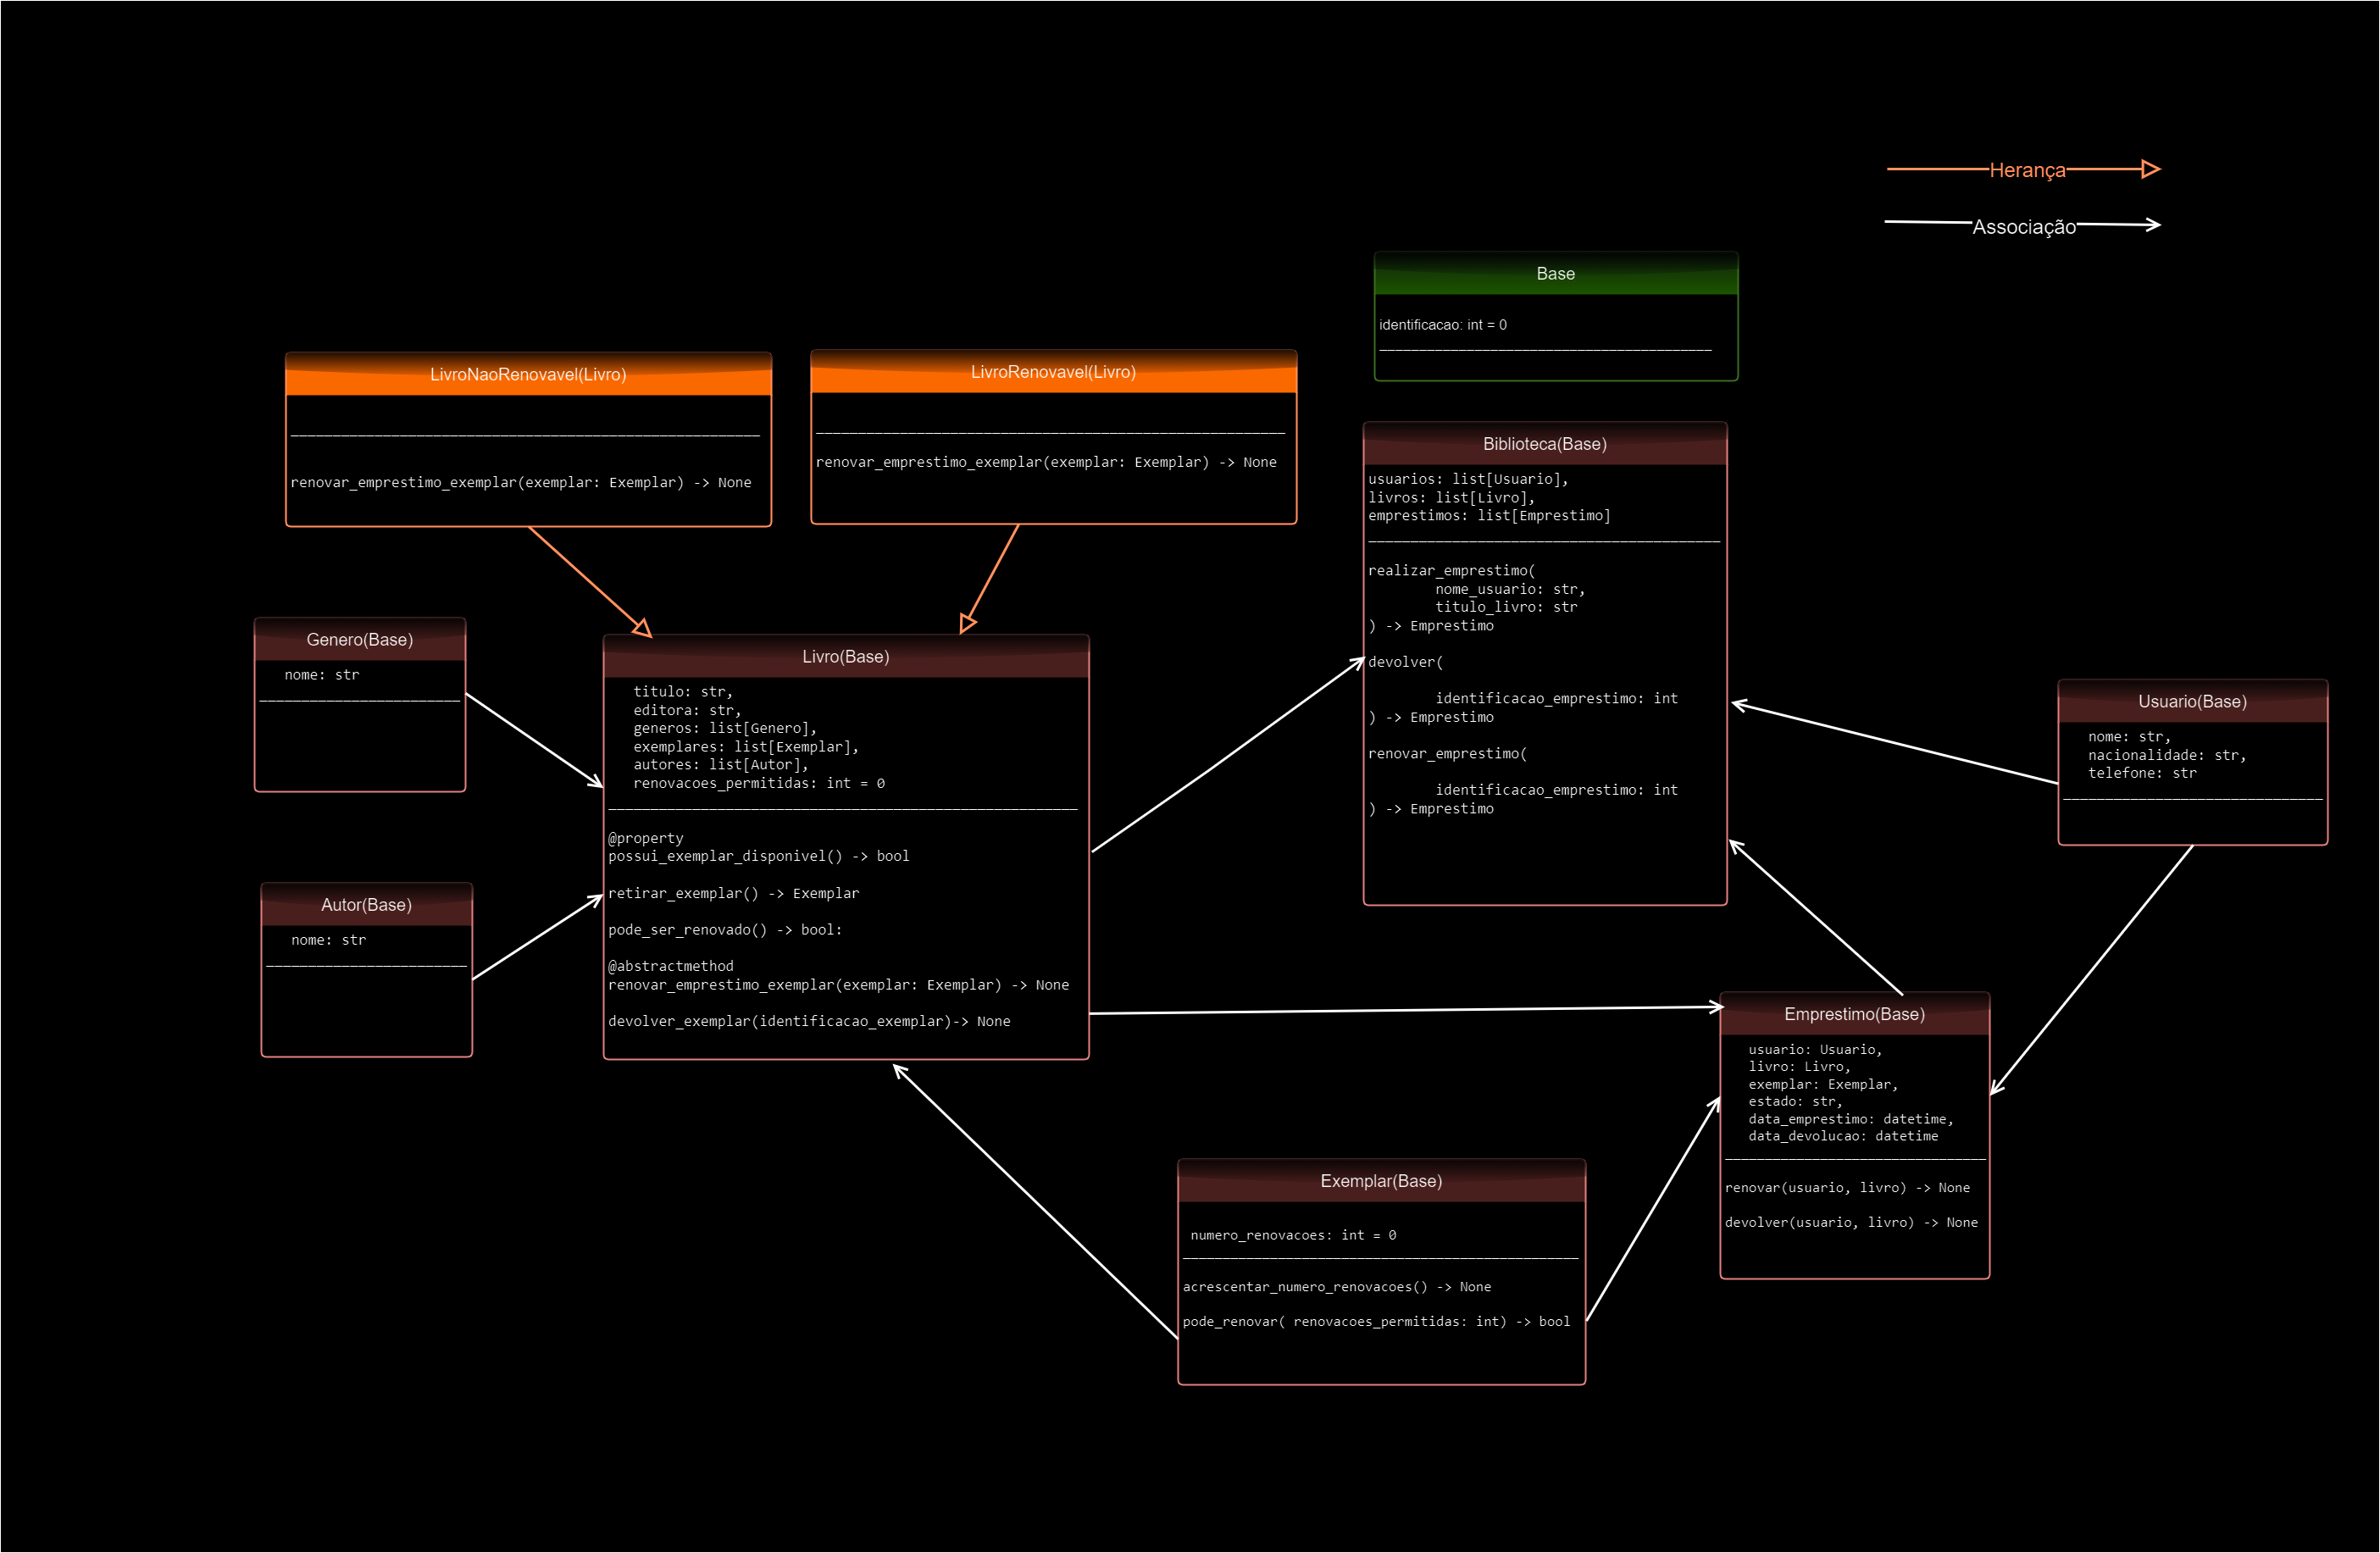 Herança
Associação
Base
identificacao: int = 0
LivroNaoRenovavel(Livro)
renovar_emprestimo_exemplar(exemplar: Exemplar) -> None
LivroRenovavel(Livro)
renovar_emprestimo_exemplar(exemplar: Exemplar) -> None
Biblioteca(Base)
usuarios: list[Usuario],
livros: list[Livro],
emprestimos: list[Emprestimo]
realizar_emprestimo(
nome_usuario: str,
titulo_livro: str
) -> Emprestimo
devolver(
identificacao_emprestimo: int
) -> Emprestimo
renovar_emprestimo(
identificacao_emprestimo: int
) -> Emprestimo
Genero(Base)
nome: str
Livro(Base)
titulo: str,
editora: str,
generos: list[Genero],
exemplares: list[Exemplar],
autores: list[Autor],
renovacoes_permitidas: int = 0
@property
possui_exemplar_disponivel() -> bool
retirar_exemplar() -> Exemplar
pode_ser_renovado() -> bool:
@abstractmethod
renovar_emprestimo_exemplar(exemplar: Exemplar) -> None
devolver_exemplar(identificacao_exemplar)-> None
Usuario(Base)
nome: str,
nacionalidade: str,
telefone: str
Autor(Base)
nome: str
Emprestimo(Base)
usuario: Usuario,
livro: Livro,
exemplar: Exemplar,
estado: str,
data_emprestimo: datetime,
data_devolucao: datetime
renovar(usuario, livro) -> None
devolver(usuario, livro) -> None
Exemplar(Base)
numero_renovacoes: int = 0
acrescentar_numero_renovacoes() -> None
pode_renovar( renovacoes_permitidas: int) -> bool